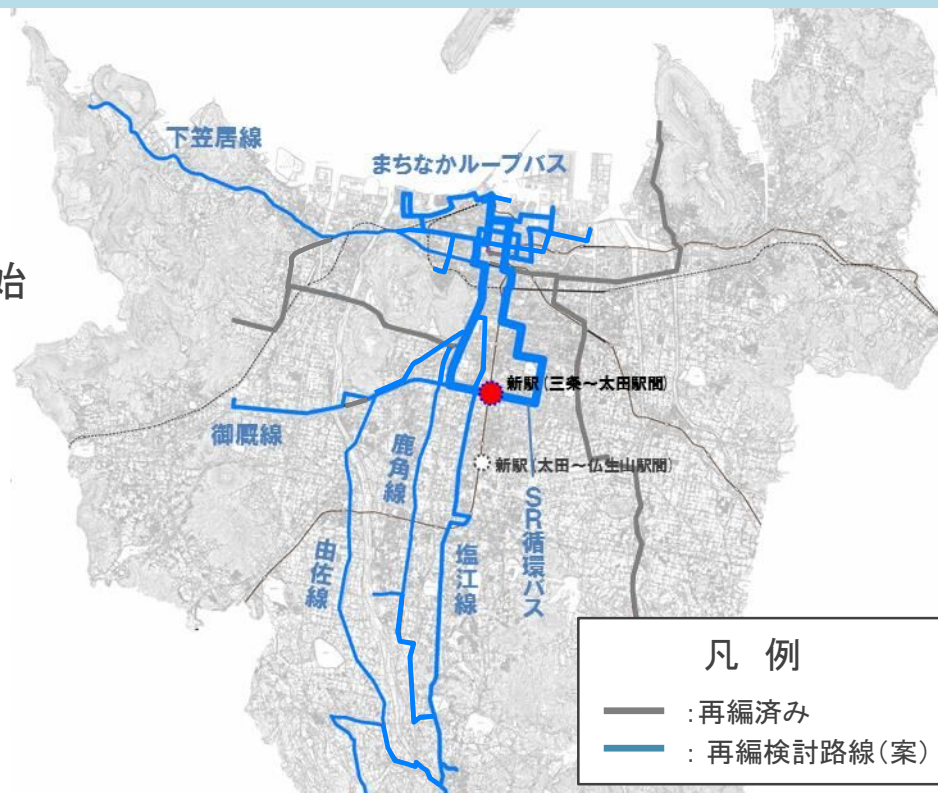 下笠居線
まちなかループバス
始
新駅(三条～太田駅間)
御厩線
鹿角線
新駅(太田～仏生山駅間)
SR循環バス
由佐線
塩江線
凡 例
:再編済み
:再編検討路線(案)